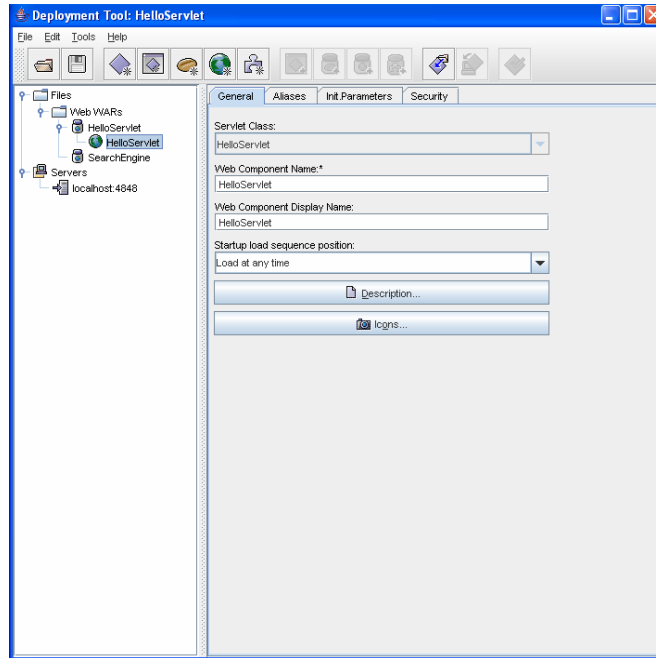 Deployment Tool: HelloServlet
File Edit Tools Help
Files
Web WARs
HelloServlet
HelloServlet
SearchEngine
Servers
localhost:4848
General Aliases Init.Parameters Security
Servlet Class:
HelloServlet
Web Component Name:*
HelloServlet
Web Component Display Name:
HelloServlet
Startup load sequence position:
Load at any time
Description...
Icons...